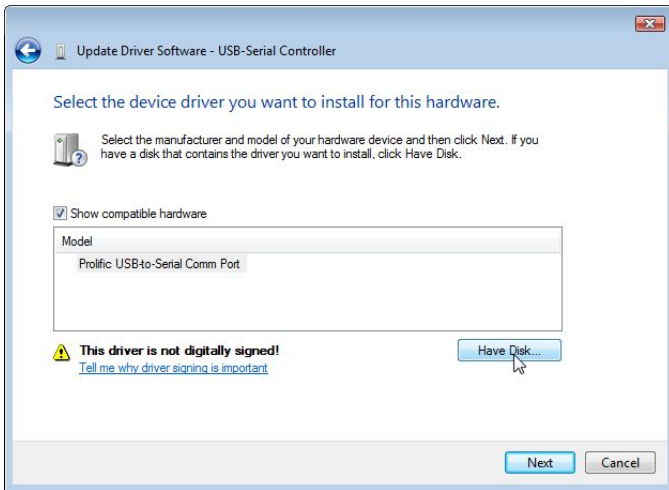 Update Driver Software - USB-Serial Controller
Select the device driver you want to install for this hardware.
Select the manufacturer and model of your hardware device and then click Next. If you
have a disk that contains the driver you want to install, click Have Disk.
Show compatible hardware
Model
Prolific USB-to-Serial Comm Port
This driver is not digitally signed!
Have Disk...
Tell me why driver signing is important
Next
Cancel